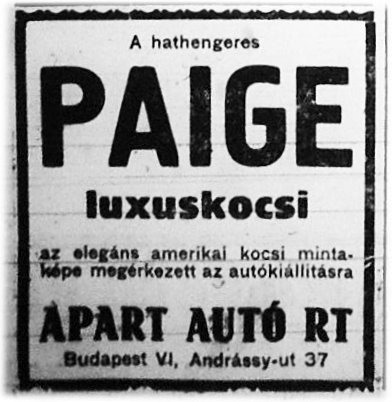 A hathengeres
PAIGE
luxuskocsi
az elegáns amerikai kocsi minta-
képe megérkezett az autókiállitásra
APART AUTÓ RT
Budapest VI, Andrássy-ut 37